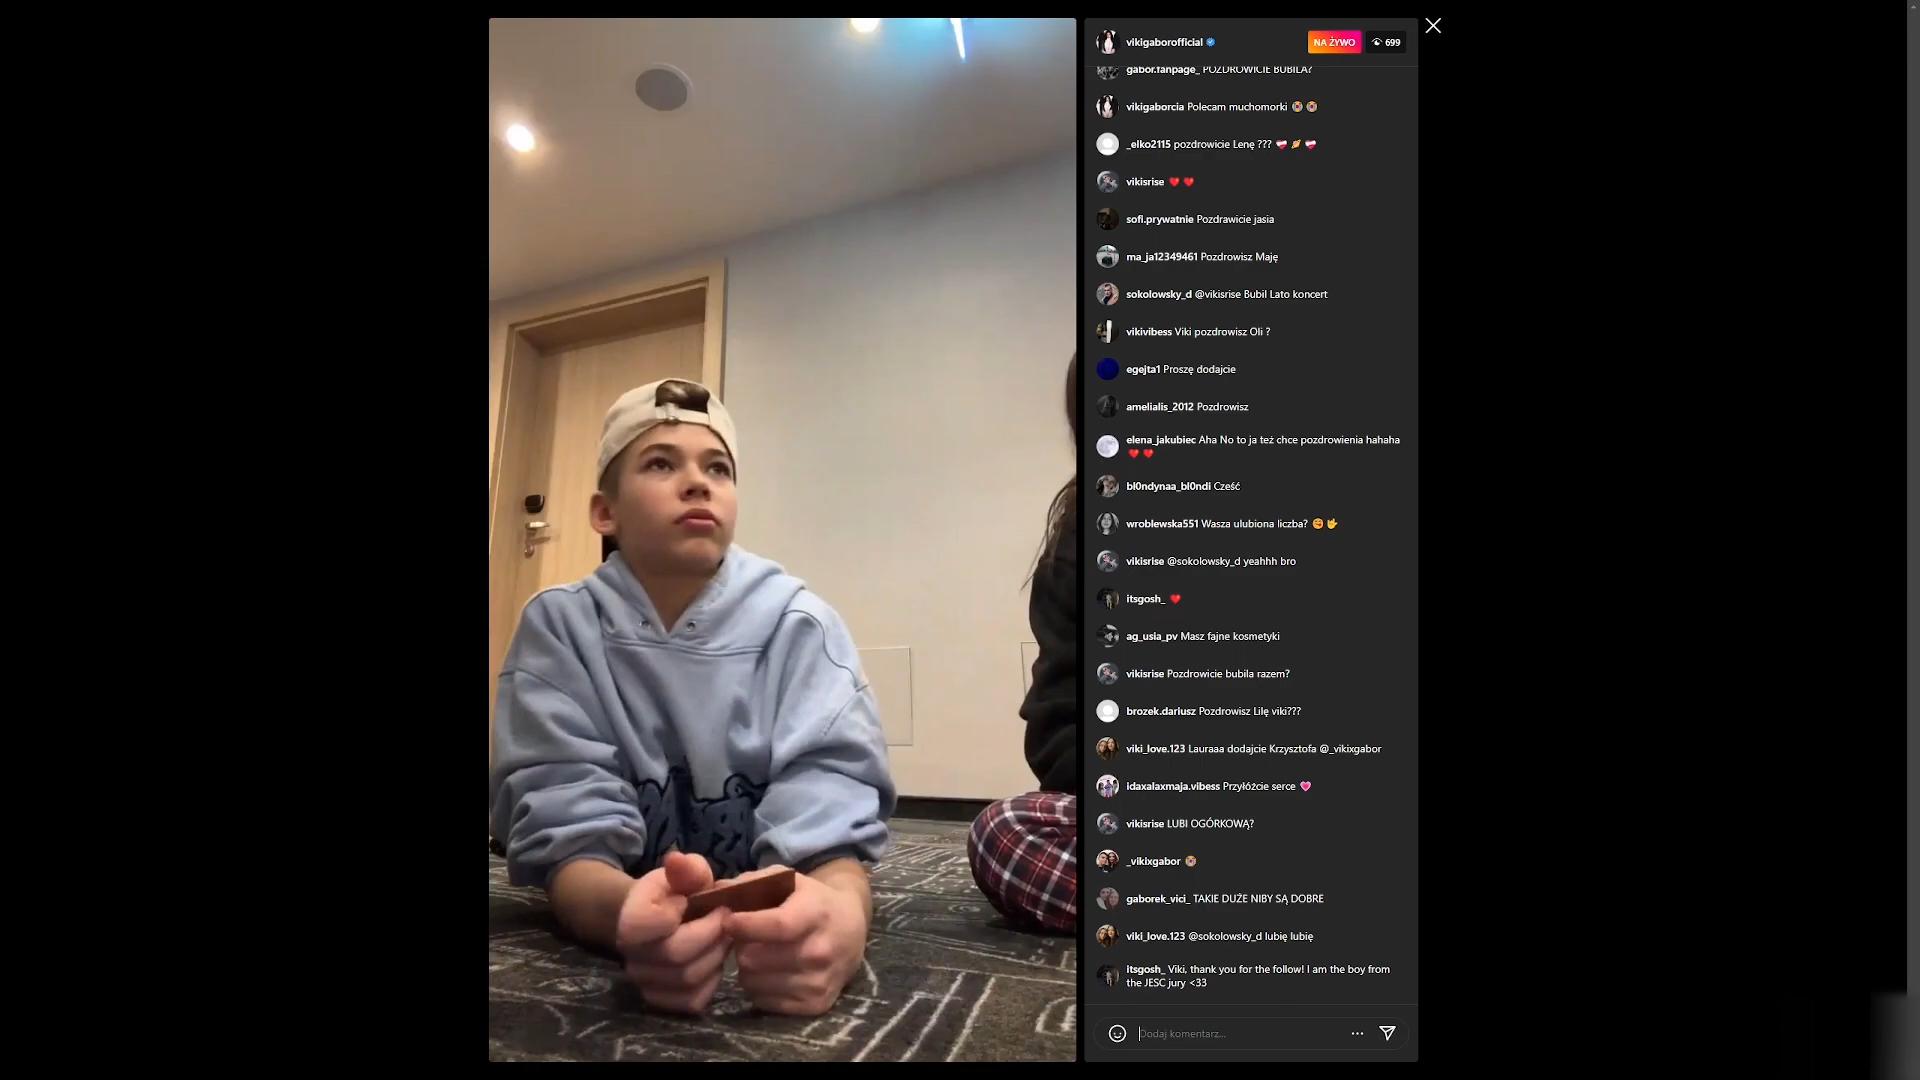 vikigaborofficial
NA ŻYWO
699
gabor.fanpage_ POZDROWICIE BUBILA?
vikigaborcia Polecam muchomorki
_elko2115 pozdrowicie Lenę ???
vikisrise
sofi.prywatnie Pozdrawicie jasia
ma_ja12349461 Pozdrowisz Maję
sokolowsky_d @vikisrise Bubil Lato koncert
vikivibess Viki pozdrowisz Oli ?
egejta1 Proszę dodajcie
amelialis_2012 Pozdrowisz
elena_jakubiec Aha No to ja też chce pozdrowienia hahaha
bl0ndynaa_bl0ndi Cześć
wroblewska551 Wasza ulubiona liczba?
vikisrise @sokolowsky_d yeahhh bro
itsgosh_
ag_usia_pv Masz fajne kosmetyki
vikisrise Pozdrowicie bubila razem?
brozek.dariusz Pozdrowisz Lilę viki???
viki_love.123 Lauraaa dodajcie Krzysztofa @_vikixgabor
idaxalaxmaja.vibess Przyłóżcie serce
vikisrise LUBI OGÓRKOWĄ?
_vikixgabor
gaborek_vici_ TAKIE DUŻE NIBY SĄ DOBRE
viki_love.123 @sokolowsky_d lubię lubię
itsgosh_ Viki, thank you for the follow! I am the boy from
the JESC jury <33
Dodaj komentarz...